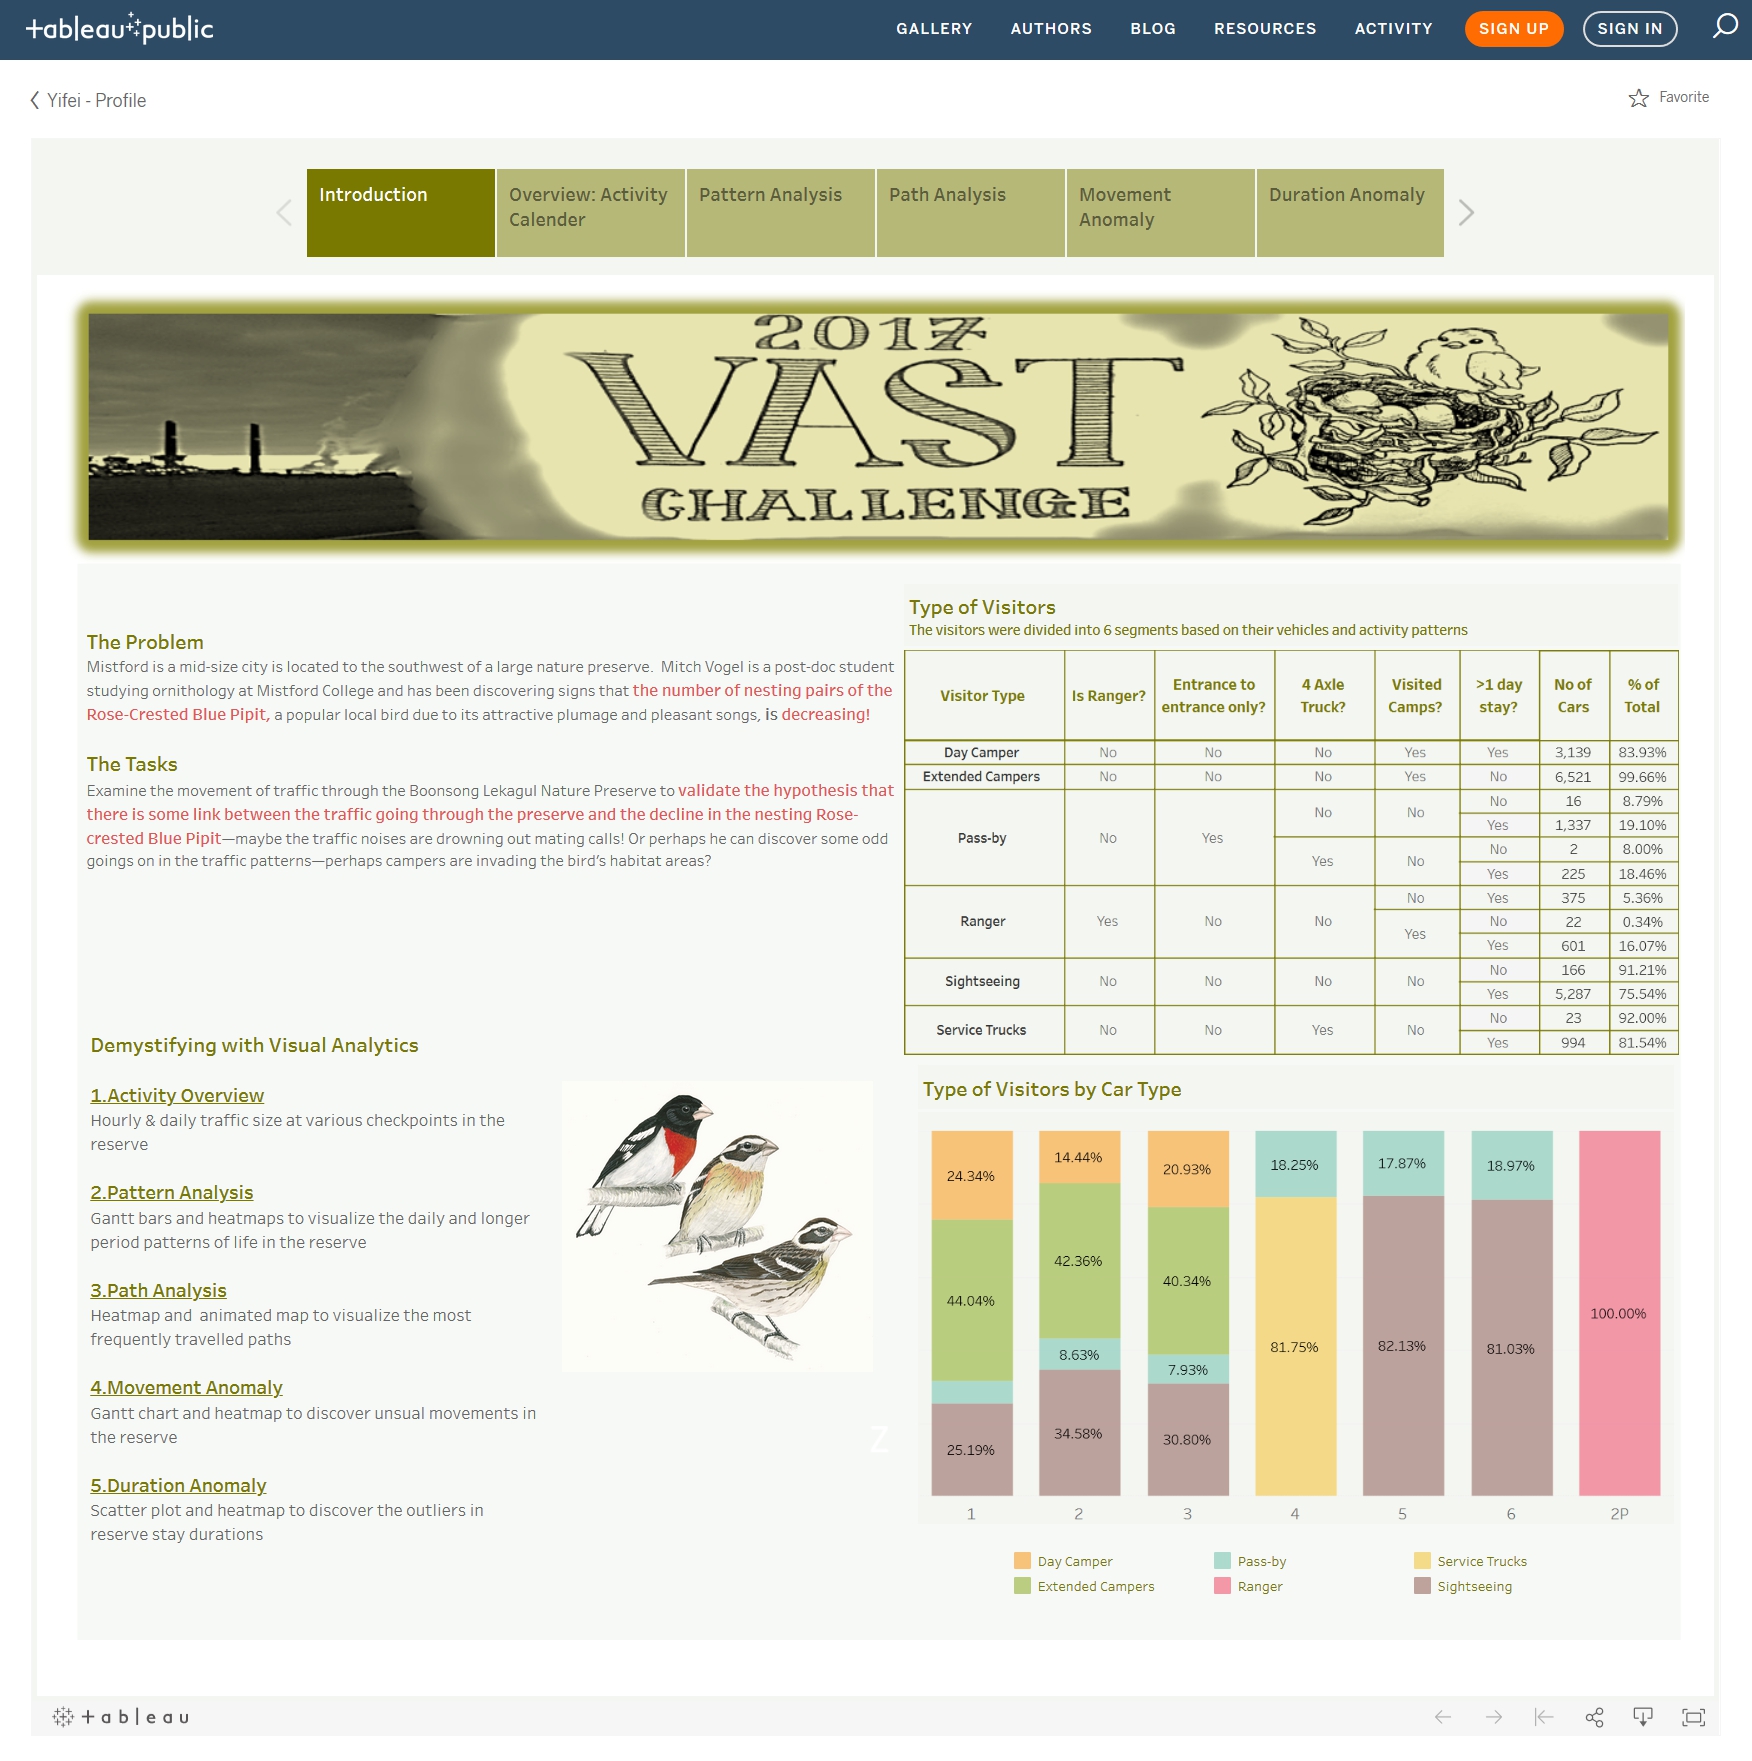 tableau public
GALLERY AUTHORS BLOG RESOURCES ACTIVITY SIGN UP SIGN IN
Yifei - Profile
Favorite
Introduction
Overview: Activity
Calender
Pattern Analysis
Path Analysis
Movement
Anomaly
Duration Anomaly
2017
VAST
CHALLENGE
The Problem
Mistford is a mid-size city is located to the southwest of a large nature preserve.  Mitch Vogel is a post-doc student
studying ornithology at Mistford College and has been discovering signs that the number of nesting pairs of the
Rose-Crested Blue Pipit, a popular local bird due to its attractive plumage and pleasant songs, is decreasing!
The Tasks
Examine the movement of traffic through the Boonsong Lekagul Nature Preserve to validate the hypothesis that
there is some link between the traffic going through the preserve and the decline in the nesting Rose-
crested Blue Pipit—maybe the traffic noises are drowning out mating calls! Or perhaps he can discover some odd
goings on in the traffic patterns—perhaps campers are invading the bird's habitat areas?
Demystifying with Visual Analytics
1.Activity Overview
Hourly & daily traffic size at various checkpoints in the
reserve
2.Pattern Analysis
Gantt bars and heatmaps to visualize the daily and longer
period patterns of life in the reserve
3.Path Analysis
Heatmap and  animated map to visualize the most
frequently travelled paths
4.Movement Anomaly
Gantt chart and heatmap to discover unsual movements in
the reserve
5.Duration Anomaly
Scatter plot and heatmap to discover the outliers in
reserve stay durations
Z
Type of Visitors
The visitors were divided into 6 segments based on their vehicles and activity patterns
Visitor Type Is Ranger? Entrance to entrance only? 4 Axle Truck? Visited Camps? >1 day stay? No of Cars % of Total
Day Camper No No No Yes Yes 3,139 83.93%
Extended Campers No No No Yes No 6,521 99.66%
Pass-by No Yes No No No 16 8.79%
Yes 1,337 19.10%
Yes No No 2 8.00%
Yes 225 18.46%
Ranger Yes No No No Yes 375 5.36%
Yes No 22 0.34%
Yes 601 16.07%
Sightseeing No No No No No 166 91.21%
Yes 5,287 75.54%
Service Trucks No No Yes No No 23 92.00%
Yes 994 81.54%
Type of Visitors by Car Type
24.34% 14.44% 20.93% 18.25% 17.87% 18.97%
44.04% 42.36% 40.34% 100.00%
8.63% 7.93% 81.75% 82.13% 81.03%
25.19% 34.58% 30.80%
1 2 3 4 5 6 2P
Day Camper Pass-by Service Trucks
Extended Campers Ranger Sightseeing
tableau